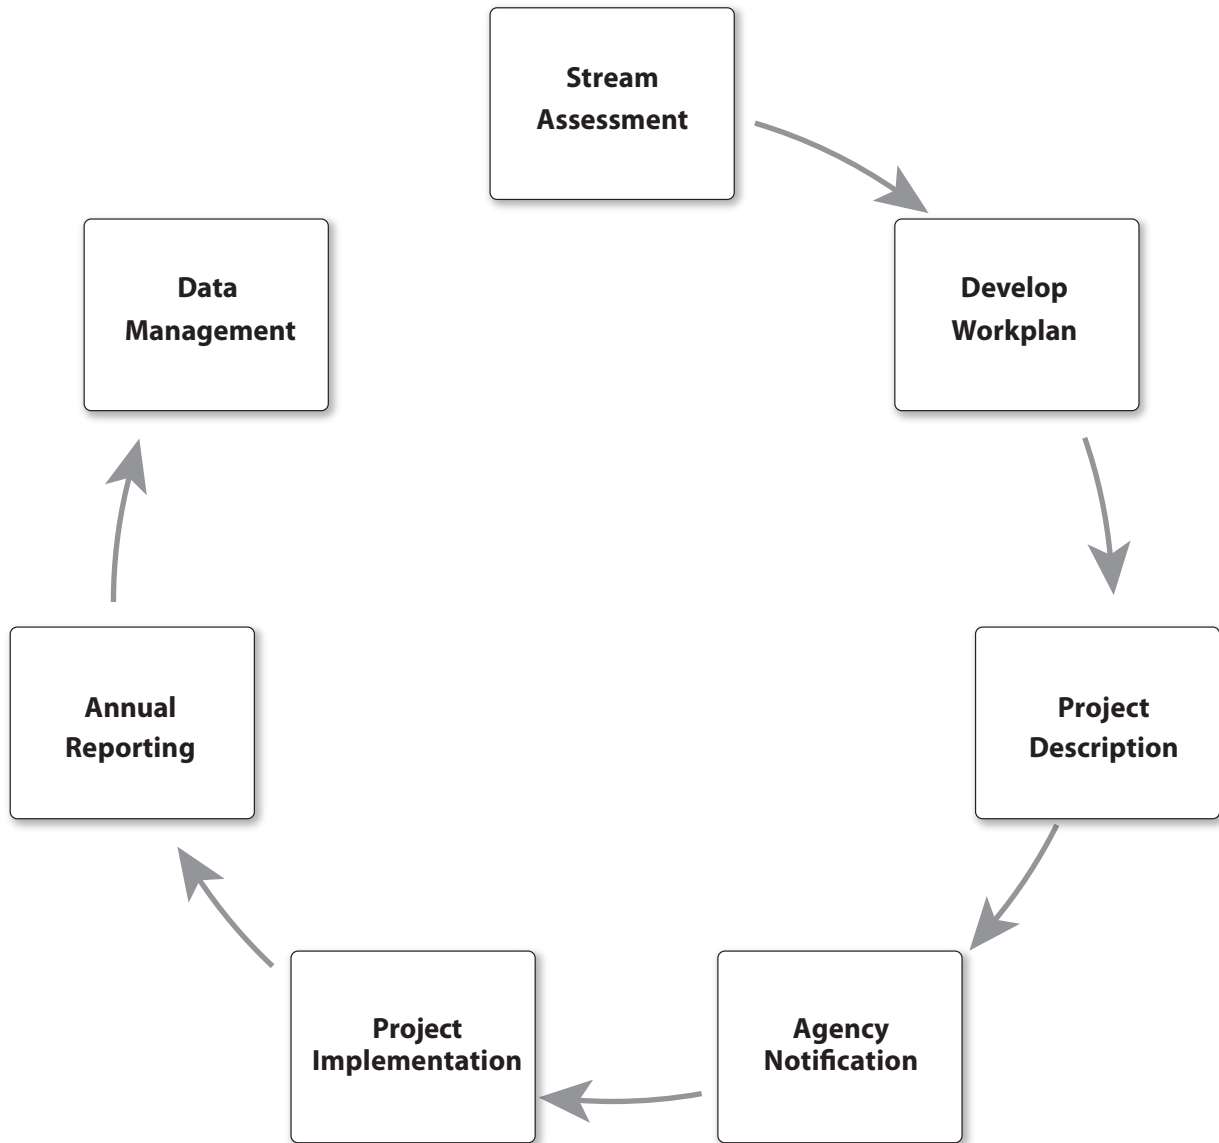 Stream
Assessment
Develop
Workplan
Project
Description
Agency
Notification
Project
Implementation
Annual
Reporting
Data
Management